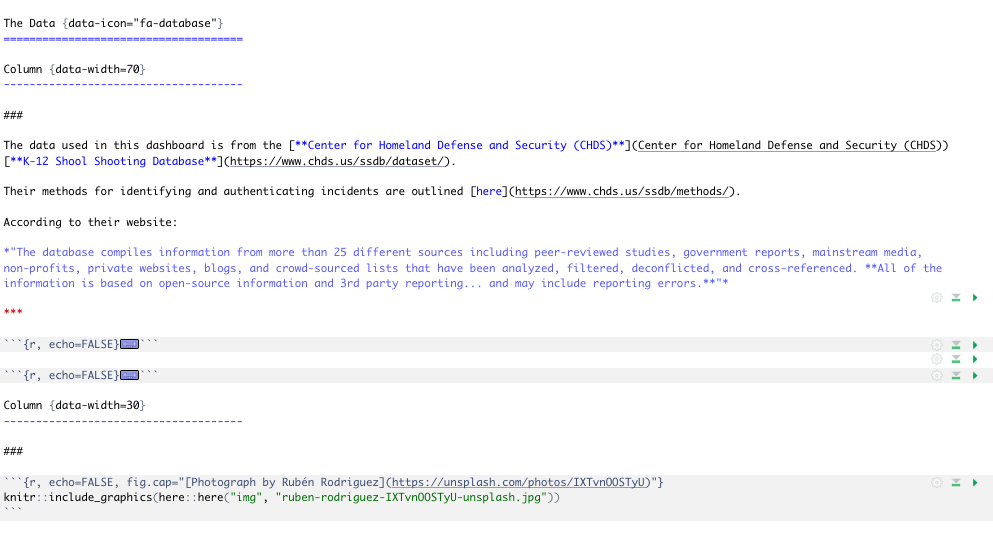 The Data {data-icon="fa-database"}
=====================================
Column {data-width=70}
-------------------------------------
###
The data used in this dashboard is from the [**Center for Homeland Defense and Security (CHDS)**](Center for Homeland Defense and Security (CHDS))
[**K-12 Shool Shooting Database**](https://www.chds.us/ssdb/dataset/).
Their methods for identifying and authenticating incidents are outlined [here](https://www.chds.us/ssdb/methods/).
According to their website:
*"The database compiles information from more than 25 different sources including peer-reviewed studies, government reports, mainstream media,
non-profits, private websites, blogs, and crowd-sourced lists that have been analyzed, filtered, deconflicted, and cross-referenced. **All of the
information is based on open-source information and 3rd party reporting... and may include reporting errors.**"*
***
```{r, echo=FALSE}```
```{r, echo=FALSE}```
Column {data-width=30}
-------------------------------------
###
```{r, echo=FALSE, fig.cap="[Photograph by Rubén Rodriguez](https://unsplash.com/photos/IXTvnOOSTyU)"}
knitr::include_graphics(here::here("img", "ruben-rodriguez-IXTvnOOSTyU-unsplash.jpg"))
```